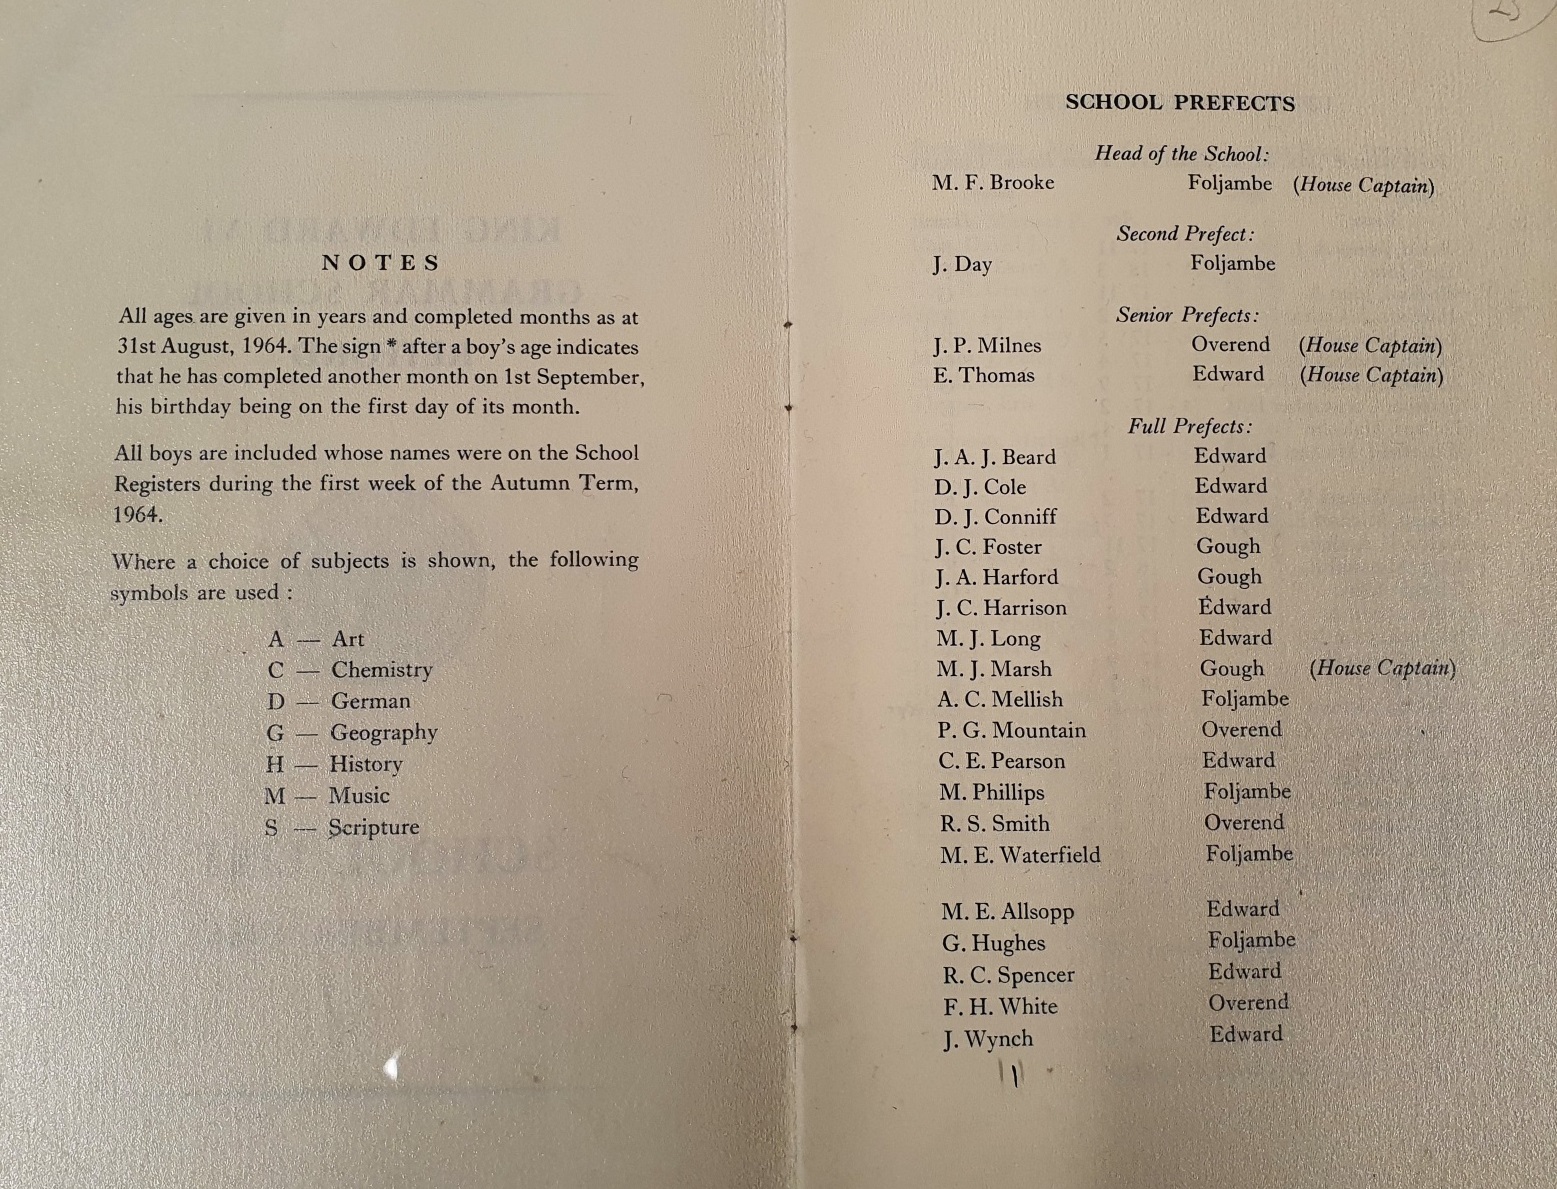 NOTES
All ages are given in years and completed months as at
31st August, 1964. The sign * after a boy's age indicates
that he has completed another month on 1st September,
his birthday being on the first day of its month.
All boys are included whose names were on the School
Registers during the first week of the Autumn Term,
1964.
Where a choice of subjects is shown, the following
symbols are used :
A — Art
C — Chemistry
D — German
G — Geography
H — History
M — Music
S — Scripture
SCHOOL PREFECTS
Head of the School:
M. F. Brooke Foljambe (House Captain)
Second Prefect:
J. Day Foljambe
Senior Prefects:
J. P. Milnes Overend (House Captain)
E. Thomas Edward (House Captain)
Full Prefects:
J. A. J. Beard Edward
D. J. Cole Edward
D. J. Conniff Edward
J. C. Foster Gough
J. A. Harford Gough
J. C. Harrison Edward
M. J. Long Edward
M. J. Marsh Gough (House Captain)
A. C. Mellish Foljambe
P. G. Mountain Overend
C. E. Pearson Edward
M. Phillips Foljambe
R. S. Smith Overend
M. E. Waterfield Foljambe
M. E. Allsopp Edward
G. Hughes Foljambe
R. C. Spencer Edward
F. H. White Overend
J. Wynch Edward